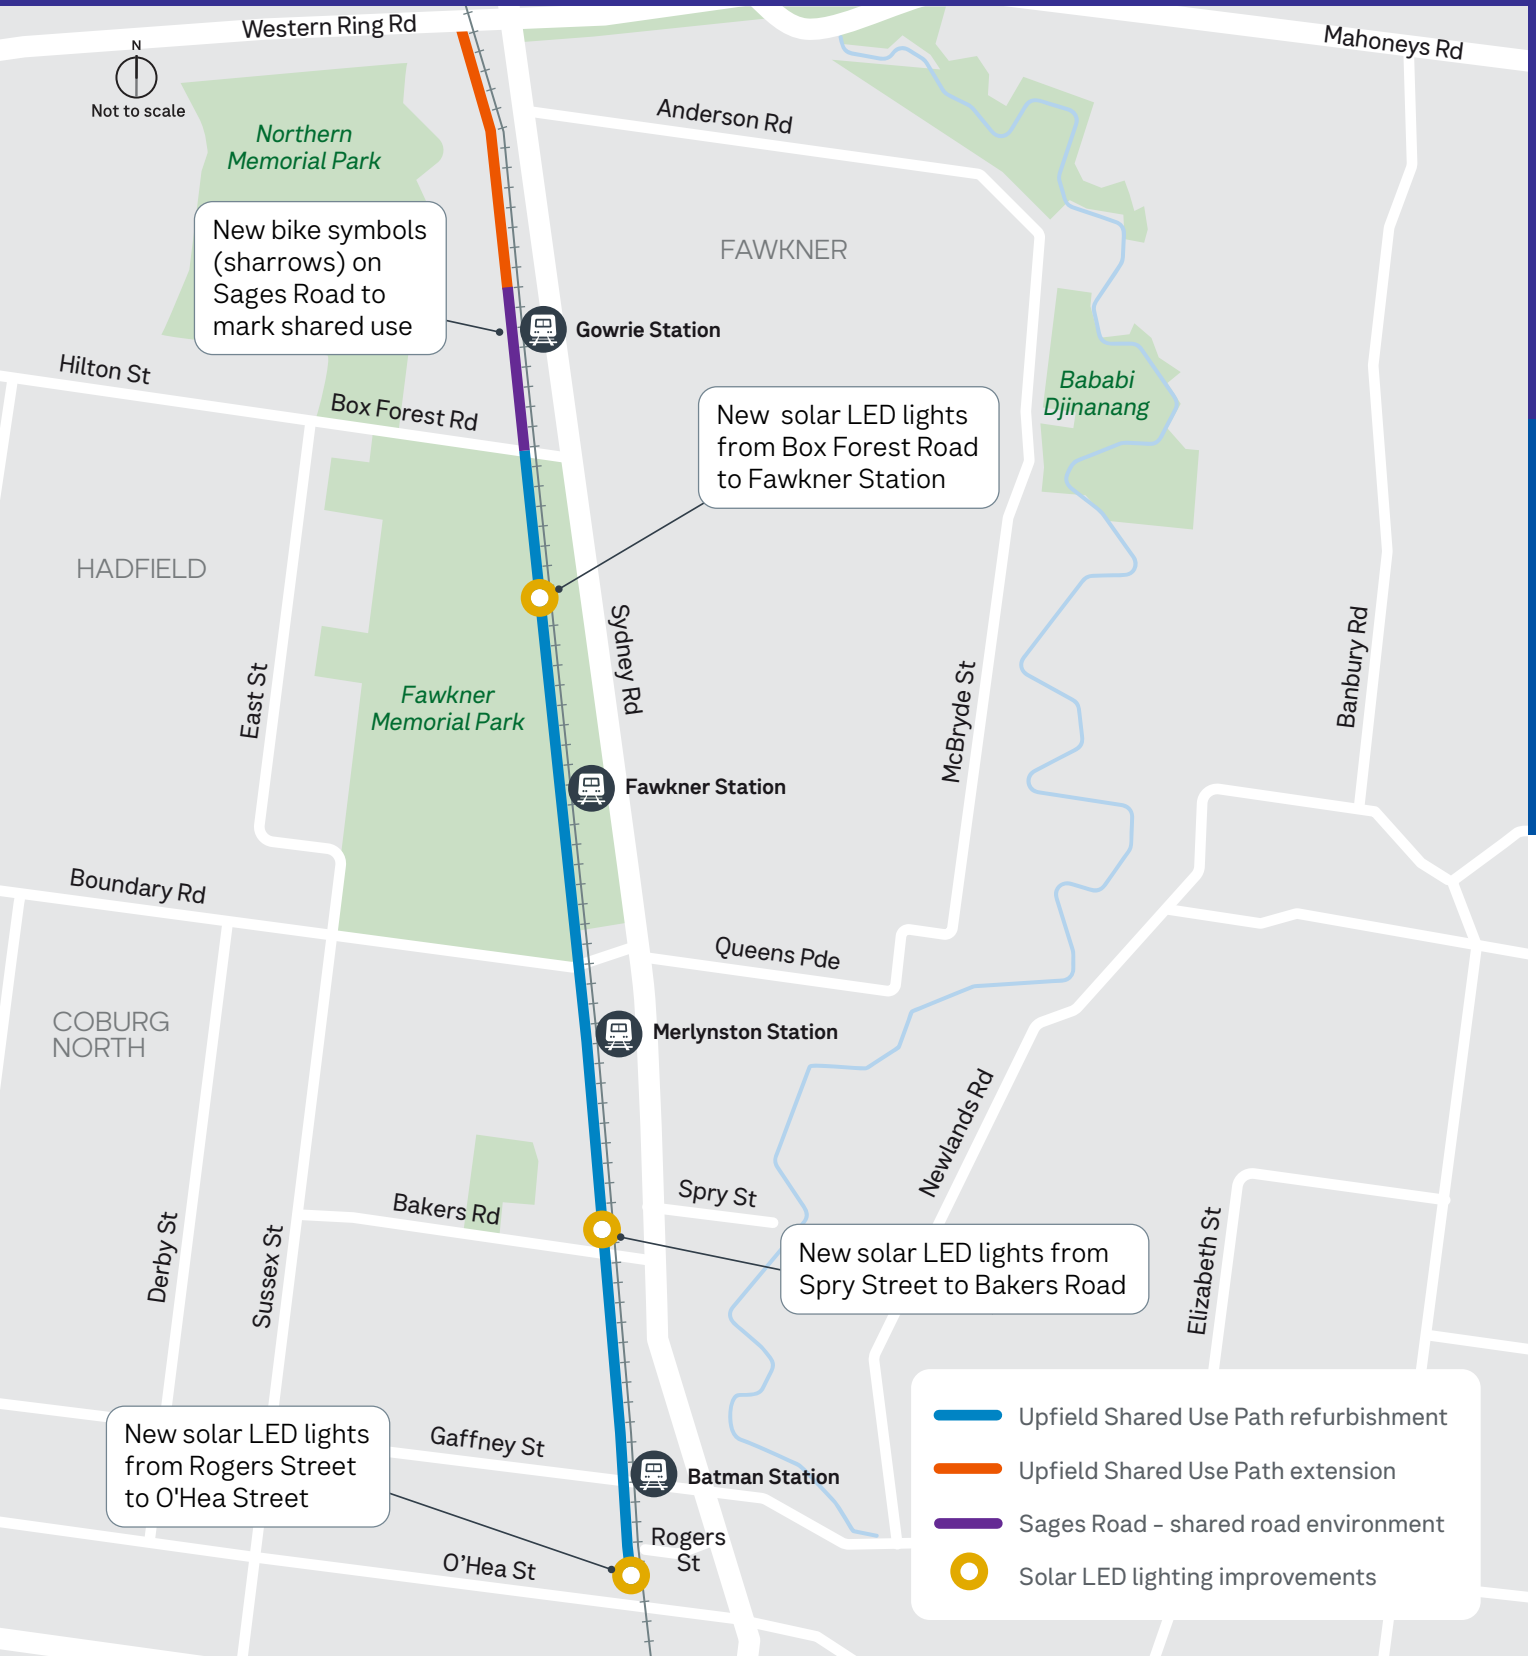 Western Ring Rd
Mahoneys Rd
N
Not to scale
Anderson Rd
Northern
Memorial Park
New bike symbols
(sharrows) on
Sages Road to
mark shared use
FAWKNER
Gowrie Station
Hilton St
Box Forest Rd
Bababi
Djinanang
New solar LED lights
from Box Forest Road
to Fawkner Station
HADFIELD
Sydney Rd
East St
Fawkner
Memorial Park
McBryde St
Banbury Rd
Fawkner Station
Boundary Rd
Queens Pde
COBURG
NORTH
Merlynston Station
Newlands Rd
Spry St
Bakers Rd
Derby St
Sussex St
Elizabeth St
New solar LED lights from
Spry Street to Bakers Road
New solar LED lights
from Rogers Street
to O'Hea Street
Gaffney St
Batman Station
Rogers
St
O'Hea St
Upfield Shared Use Path refurbishment
Upfield Shared Use Path extension
Sages Road - shared road environment
Solar LED lighting improvements